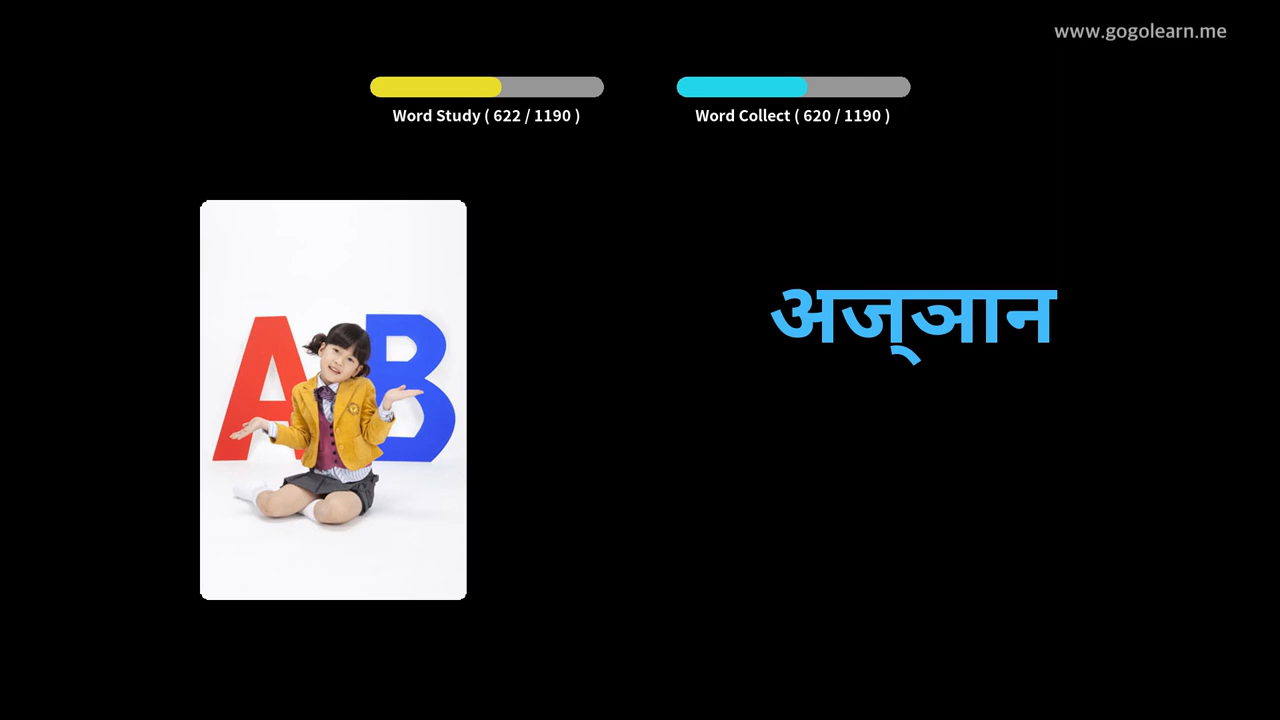 www.gogolearn.me
Word Study ( 622 / 1190 )
Word Collect ( 620 / 1190 )
A B
अज्‌ञान